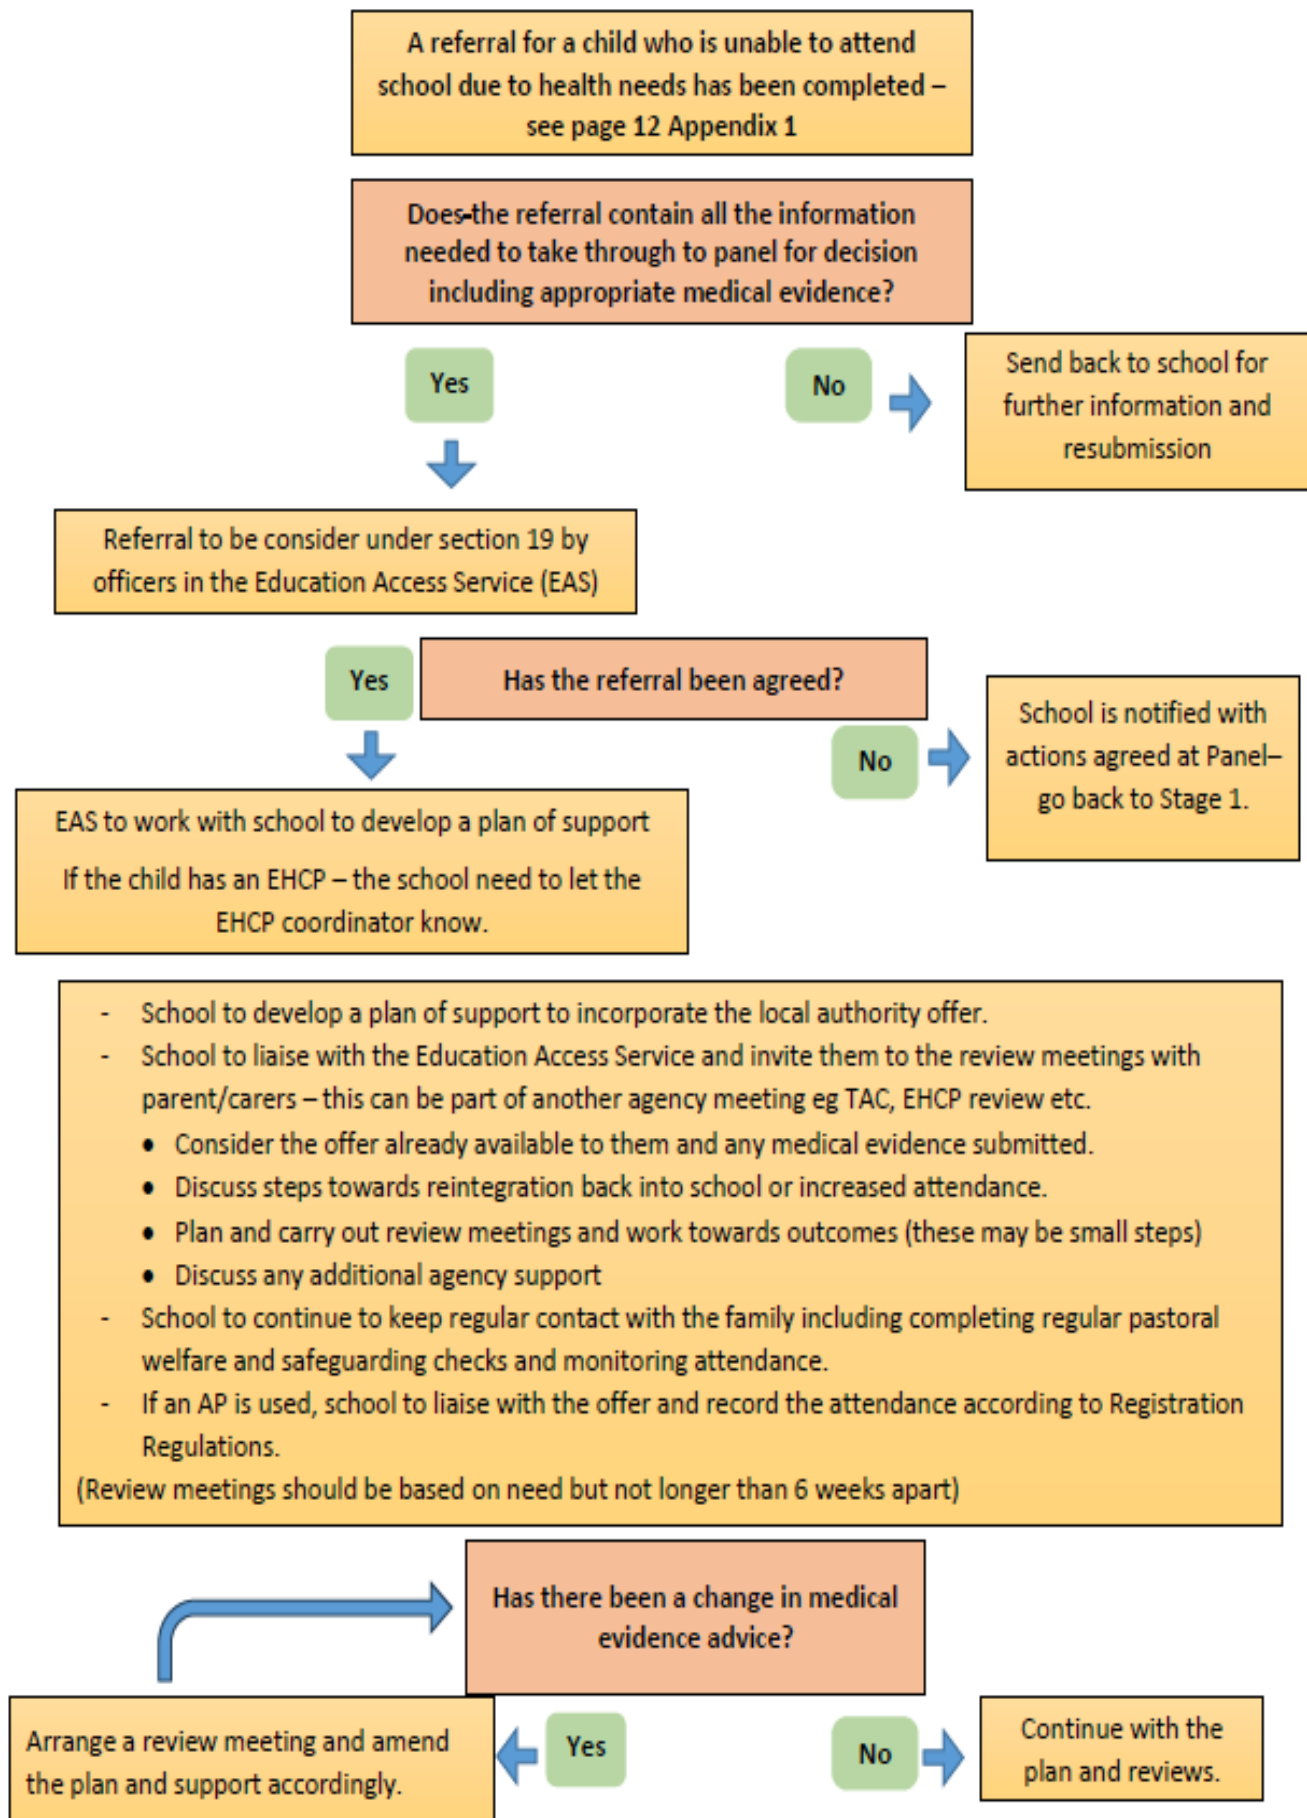 A referral for a child who is unable to attend
school due to health needs has been completed –
see page 12 Appendix 1
Does-the referral contain all the information
needed to take through to panel for decision
including appropriate medical evidence?
Yes
No
Send back to school for
further information and
resubmission
Referral to be consider under section 19 by
officers in the Education Access Service (EAS)
Yes
Has the referral been agreed?
No
School is notified with
actions agreed at Panel–
go back to Stage 1.
EAS to work with school to develop a plan of support
If the child has an EHCP – the school need to let the
EHCP coordinator know.
- School to develop a plan of support to incorporate the local authority offer.
- School to liaise with the Education Access Service and invite them to the review meetings with
parent/carers – this can be part of another agency meeting eg TAC, EHCP review etc.
• Consider the offer already available to them and any medical evidence submitted.
• Discuss steps towards reintegration back into school or increased attendance.
• Plan and carry out review meetings and work towards outcomes (these may be small steps)
• Discuss any additional agency support
- School to continue to keep regular contact with the family including completing regular pastoral
welfare and safeguarding checks and monitoring attendance.
- If an AP is used, school to liaise with the offer and record the attendance according to Registration
Regulations.
(Review meetings should be based on need but not longer than 6 weeks apart)
Has there been a change in medical
evidence advice?
Arrange a review meeting and amend
the plan and support accordingly.
Yes
No
Continue with the
plan and reviews.